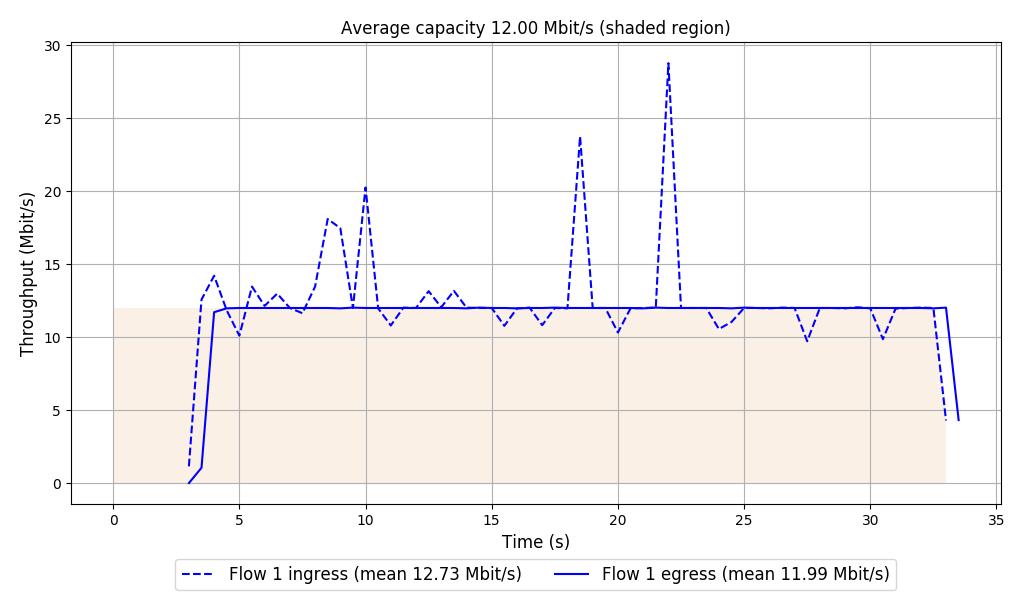 Average capacity 12.00 Mbit/s (shaded region)
Throughput (Mbit/s)
30
25
20
15
10
5
0
0 5 10 15 20 25 30 35
Time (s)
Flow 1 ingress (mean 12.73 Mbit/s) Flow 1 egress (mean 11.99 Mbit/s)